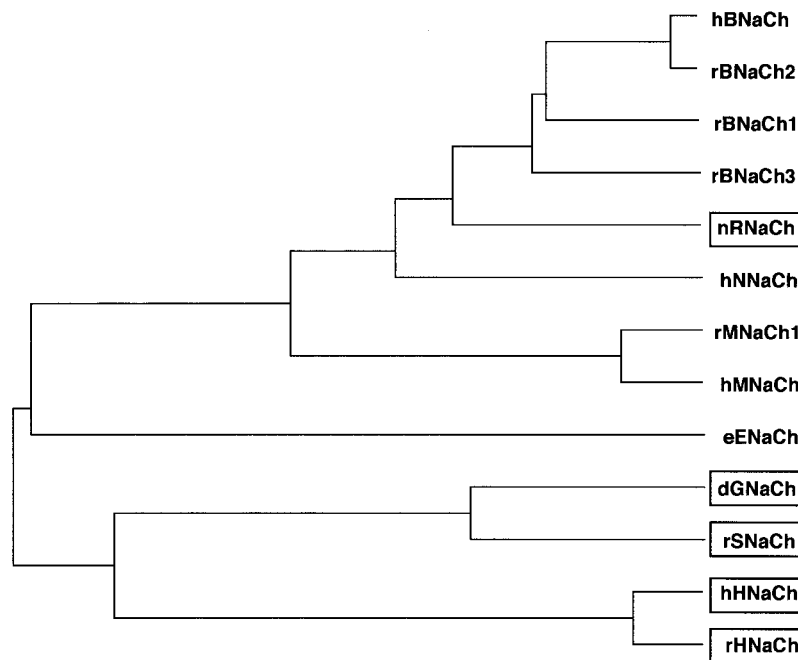 hBNaCh
rBNaCh2
rBNaCh1
rBNaCh3
nRNaCh
hNNaCh
rMNaCh1
hMNaCh
eENaCh
dGNaCh
rSNaCh
hHNaCh
rHNaCh